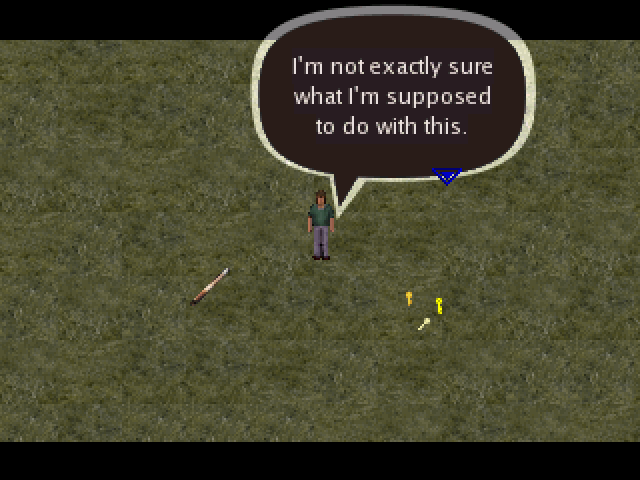 I'm not exactly sure
what I'm supposed
to do with this.